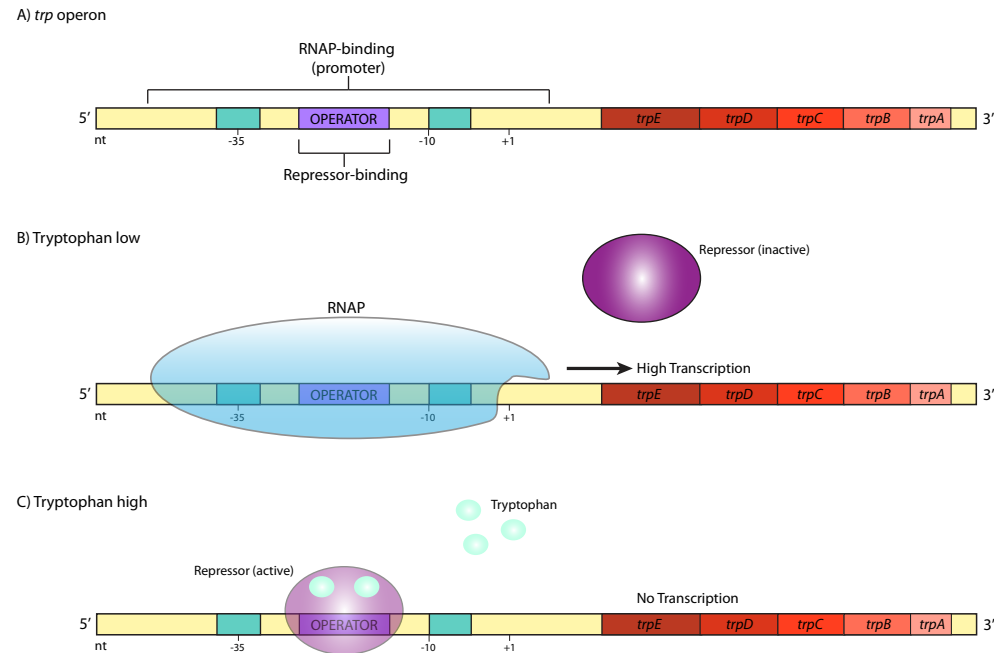 A) trp operon
RNAP-binding
(promoter)
5′ OPERATOR trpE trpD trpC trpB trpA 3′
nt -35 -10 +1
Repressor-binding
B) Tryptophan low
Repressor (inactive)
RNAP
High Transcription
5′ OPERATOR trpE trpD trpC trpB trpA 3′
nt -35 -10 +1
C) Tryptophan high
Tryptophan
Repressor (active)
No Transcription
5′ OPERATOR trpE trpD trpC trpB trpA 3′
nt -35 -10 +1